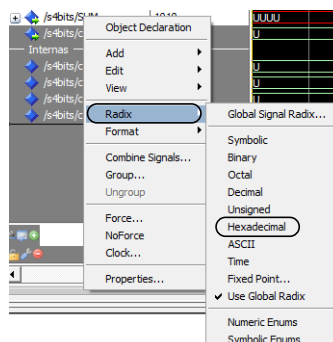 /s4bits/SUM
1010
UUUU
/s4bits/c
U
Internas
/s4bits/c
U
/s4bits/c
U
/s4bits/c
U
/s4bits/c
U
Object Declaration
Add
Edit
View
Radix
Format
Combine Signals...
Group...
Ungroup
Force...
NoForce
Clock...
Properties...
Global Signal Radix...
Symbolic
Binary
Octal
Decimal
Unsigned
Hexadecimal
ASCII
Time
Fixed Point...
Use Global Radix
Numeric Enums
Symbolic Enums